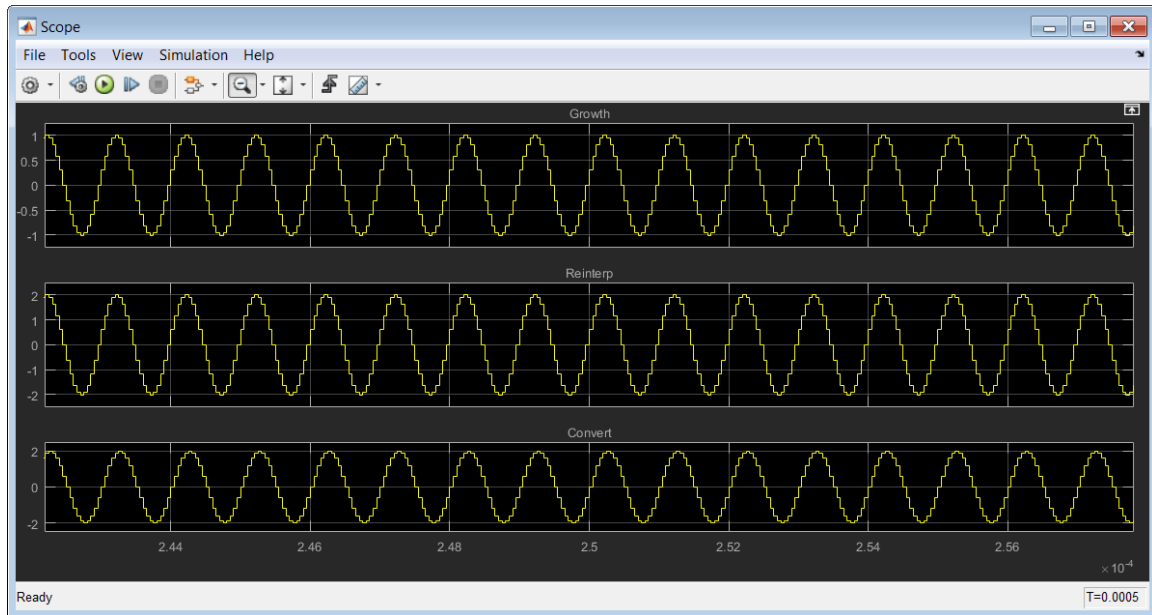 Scope
File Tools View Simulation Help
Growth
1
0.5
0
-0.5
-1
Reinterp
2
1
0
-1
-2
Convert
2
0
-2
2.44 2.46 2.48 2.5 2.52 2.54 2.56
×10⁻⁴
Ready T=0.0005